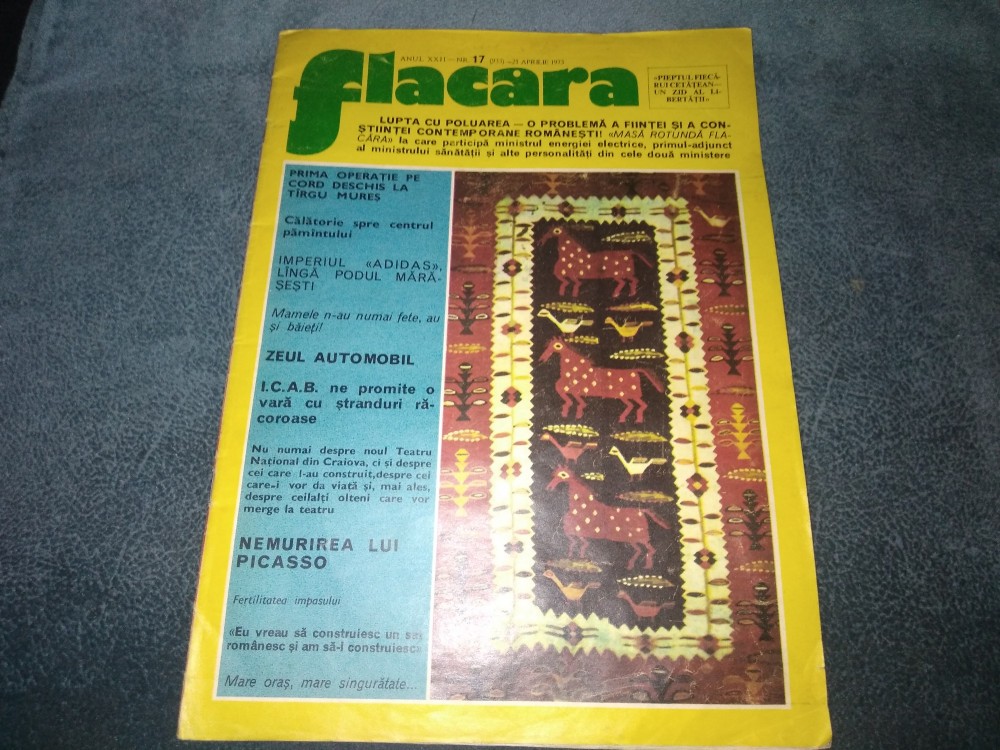 ANUL XXII — NR. 17 — 21 APRILIE 1973
flacara
«PIEPTUL FIECĂ-
RUI CETĂȚEAN—
UN ZID AL LI-
BERTĂȚII»
LUPTA CU POLUAREA — O PROBLEMĂ A FIINȚEI ȘI A CON-
ȘTIINȚEI CONTEMPORANE ROMÂNEȘTI! «MASĂ ROTUNDĂ FLA-
CĂRA» la care participă ministrul energiei electrice, primul-adjunct
al ministrului sănătății și alte personalități din cele două ministere
PRIMA OPERAȚIE PE
CORD DESCHIS LA
TÎRGU MUREȘ
Călătorie spre centrul
pămîntului
IMPERIUL «ADIDAS»,
LÎNGĂ PODUL MĂRĂ-
ȘEȘTI
Mamele n-au numai fete, au
și băieți!
ZEUL AUTOMOBIL
I.C.A.B. ne promite o
vară cu ștranduri ră-
coroase
Nu numai despre noul Teatru
Național din Craiova, ci și despre
cei care l-au construit, despre cei
care-i vor da viață și, mai ales,
despre ceilalți olteni care vor
merge la teatru
NEMURIREA LUI
PICASSO
Fertilitatea impasului
«Eu vreau să construiesc un sat
românesc și am să-l construiesc»
Mare oraș, mare singurătate...